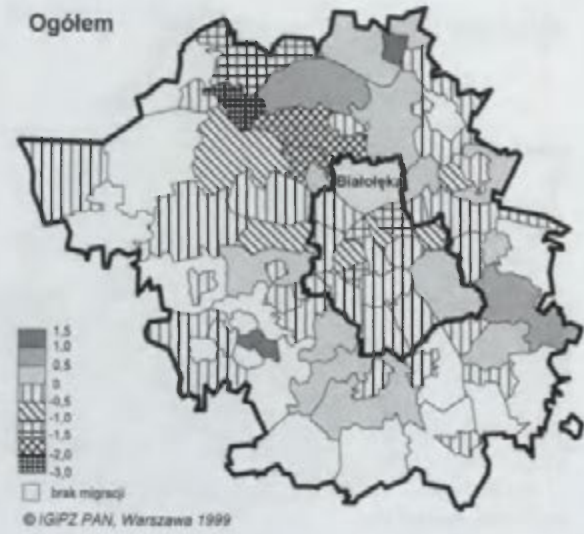 Ogółem
Białołęka
1,5
1,0
0,5
0
-0,5
-1,0
-1,5
-2,0
-3,0
brak migracji
© IGiPZ PAN, Warszawa 1999